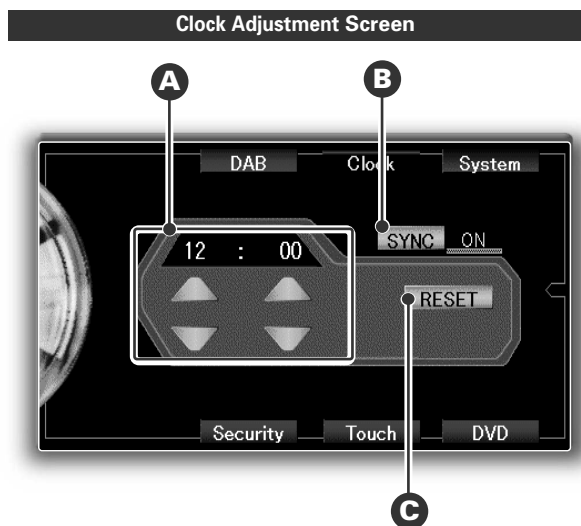 Clock Adjustment Screen
A
B
DAB Clock System
SYNC ON
12 : 00
RESET
Security Touch DVD
C